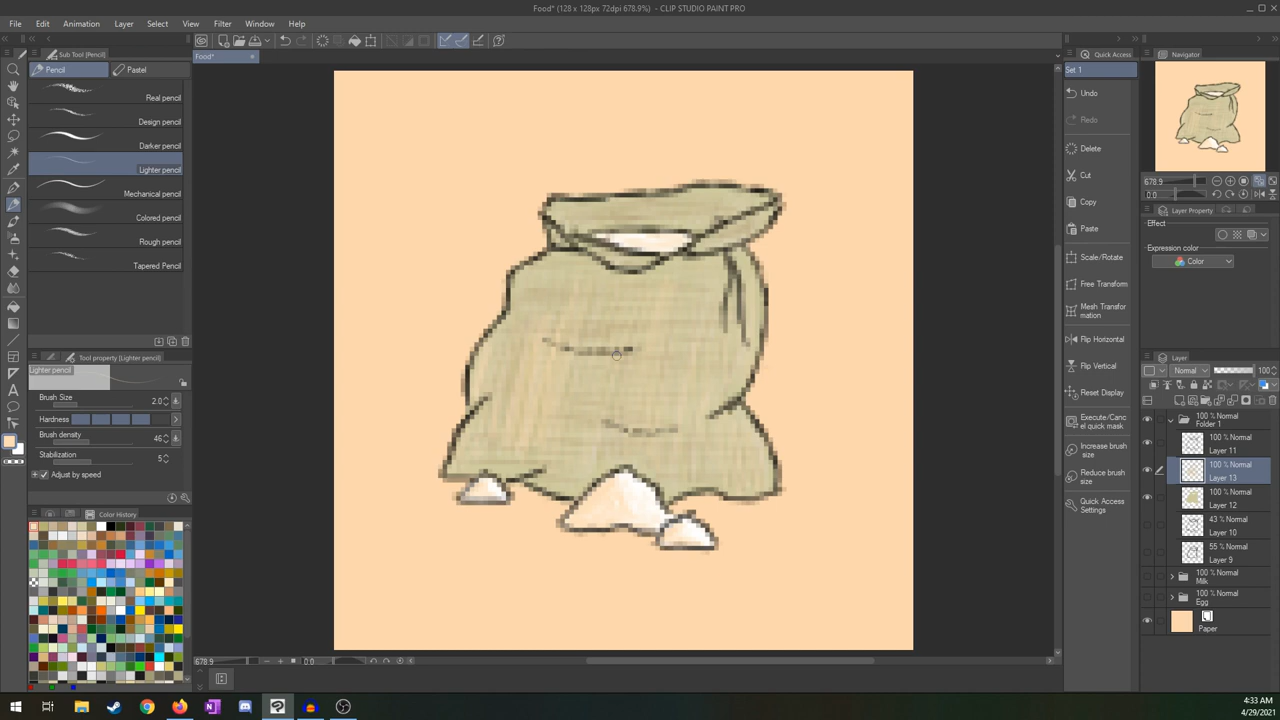 Food* (128 x 128px 72dpi 678.9%) - CLIP STUDIO PAINT PRO
File Edit Animation Layer Select View Filter Window Help
Sub Tool [Pencil]
Food*
Quick Access
Navigator
Pencil Pastel
Set 1
Real pencil
Undo
Design pencil
Redo
Darker pencil
Delete
Lighter pencil
Cut
Mechanical pencil
Copy
Colored pencil
Paste
Rough pencil
Scale/Rotate
Tapered Pencil
Free Transform
Mesh Transfor
mation
Flip Horizontal
Flip Vertical
Reset Display
Execute/Can
cel quick mask
Increase brush
size
Reduce brush
size
Quick Access
Settings
678.9
0.0
Layer Property
Effect
Expression color
Color
Layer
Normal 100
100 % Normal
Folder 1
100 % Normal
Layer 11
100 % Normal
Layer 13
100 % Normal
Layer 12
43 % Normal
Layer 10
55 % Normal
Layer 9
100 % Normal
Milk
100 % Normal
Egg
Paper
Tool property [Lighter pencil]
Lighter pencil
Brush Size 2.0
Hardness
Brush density 46
Stabilization 5
Adjust by speed
Color History
678.9 0.0
4:33 AM
4/29/2021